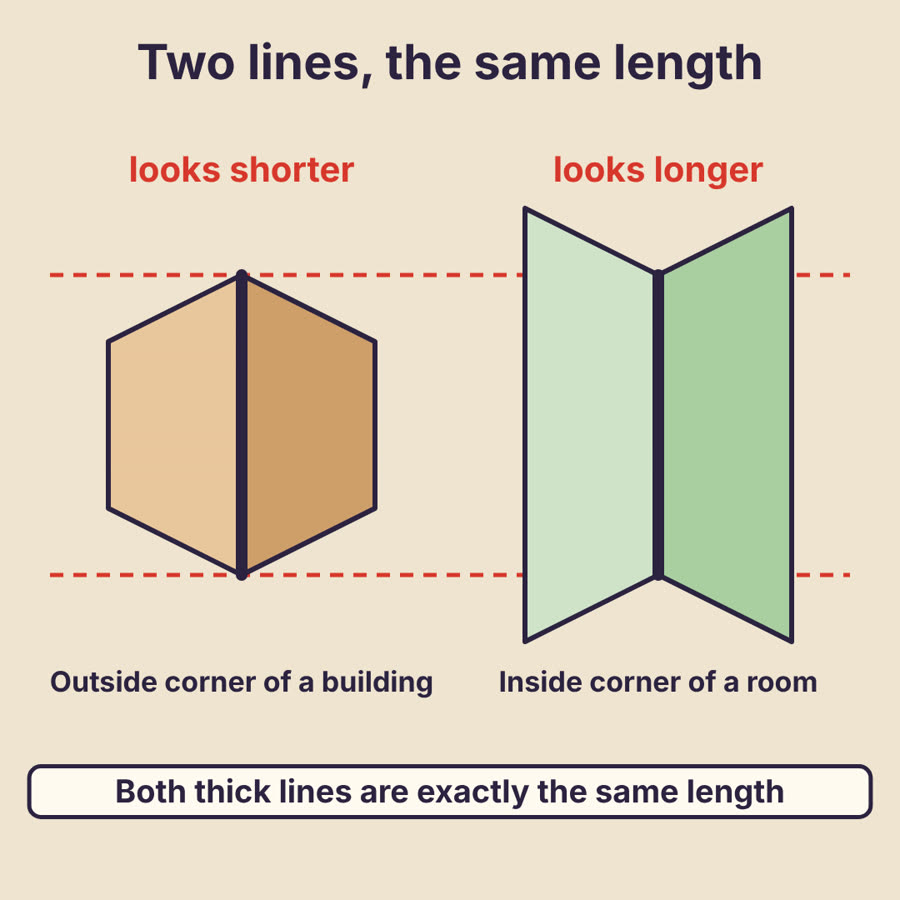 Two lines, the same length
looks shorter
looks longer
Outside corner of a building
Inside corner of a room
Both thick lines are exactly the same length